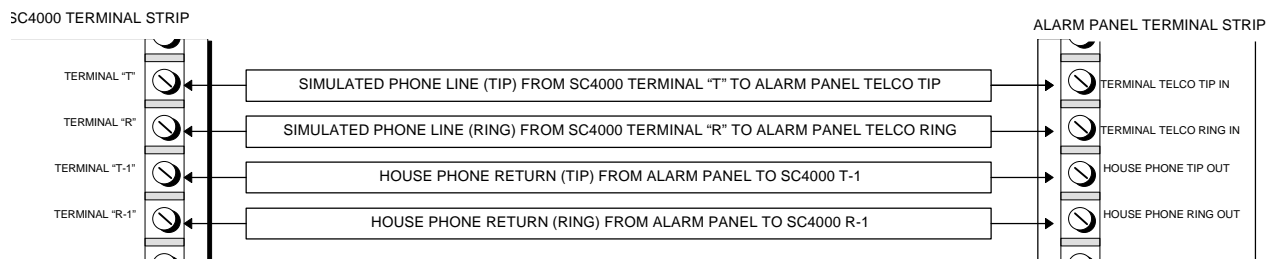 SC4000 TERMINAL STRIP
ALARM PANEL TERMINAL STRIP
TERMINAL “T”
SIMULATED PHONE LINE (TIP) FROM SC4000 TERMINAL “T” TO ALARM PANEL TELCO TIP
TERMINAL TELCO TIP IN
TERMINAL “R”
SIMULATED PHONE LINE (RING) FROM SC4000 TERMINAL “R” TO ALARM PANEL TELCO RING
TERMINAL TELCO RING IN
TERMINAL “T-1”
HOUSE PHONE RETURN (TIP) FROM ALARM PANEL TO SC4000 T-1
HOUSE PHONE TIP OUT
TERMINAL “R-1”
HOUSE PHONE RETURN (RING) FROM ALARM PANEL TO SC4000 R-1
HOUSE PHONE RING OUT